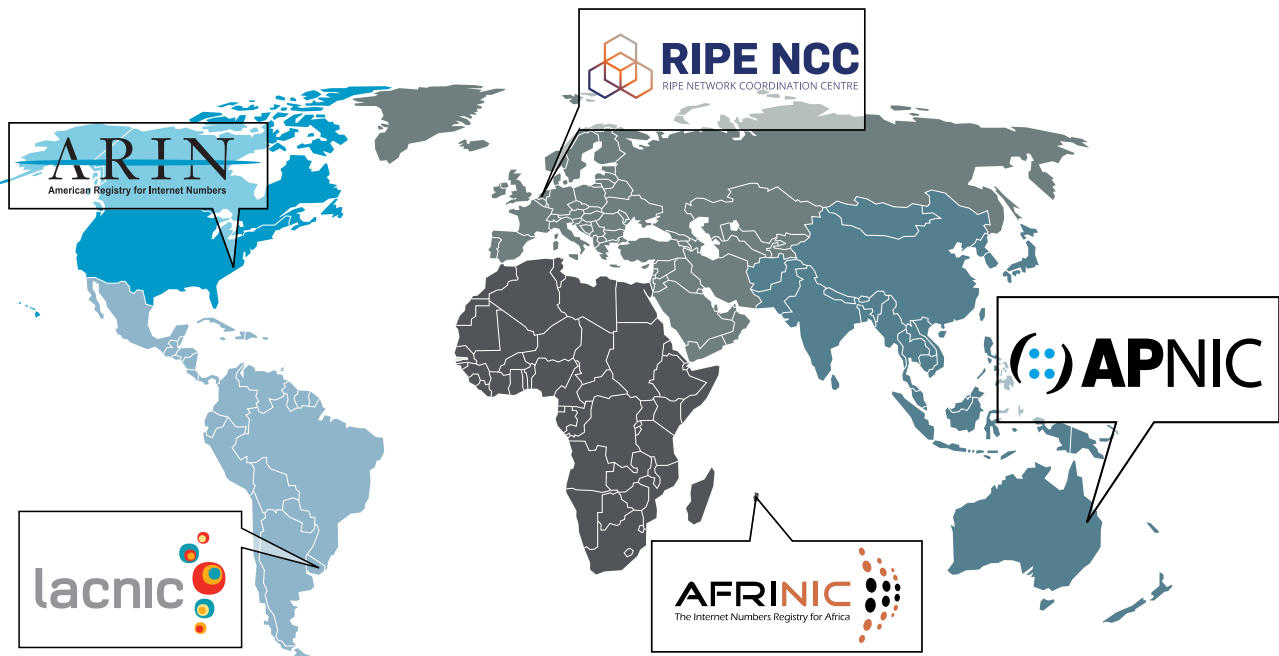 RIPE NCC
RIPE NETWORK COORDINATION CENTRE
ARIN
American Registry for Internet Numbers
APNIC
lacnic
AFRINIC
The Internet Numbers Registry for Africa